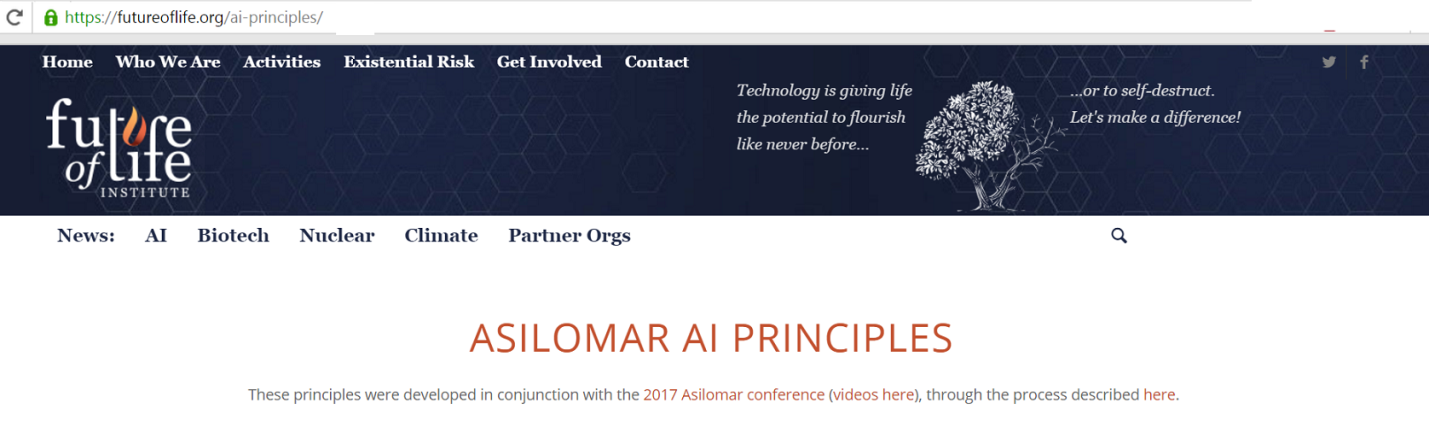 https://futureoflife.org/ai-principles/
Home Who We Are Activities Existential Risk Get Involved Contact
future
of life
INSTITUTE
Technology is giving life
the potential to flourish
like never before...
...or to self-destruct.
Let's make a difference!
News: AI Biotech Nuclear Climate Partner Orgs
ASILOMAR AI PRINCIPLES
These principles were developed in conjunction with the 2017 Asilomar conference (videos here), through the process described here.